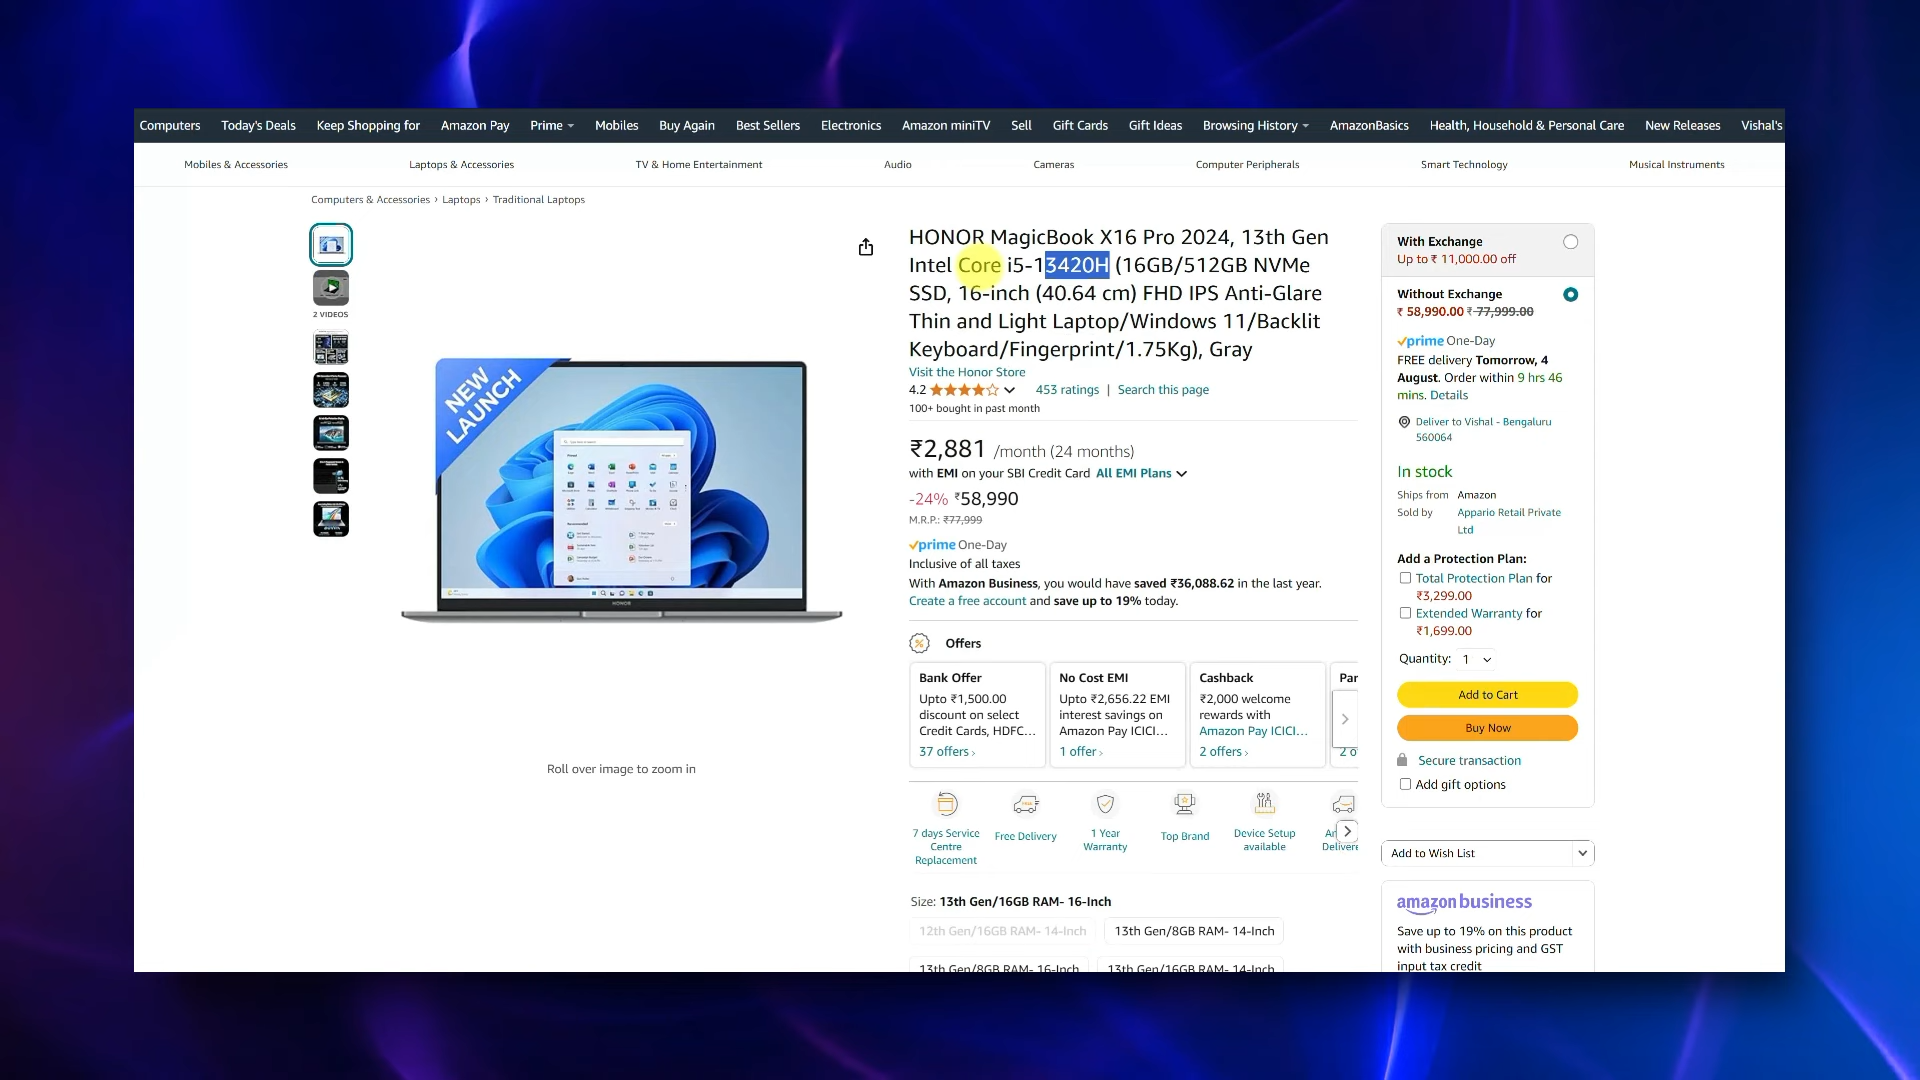 Computers Today's Deals Keep Shopping for Amazon Pay Prime Mobiles Buy Again Best Sellers Electronics Amazon miniTV Sell Gift Cards Gift Ideas Browsing History AmazonBasics Health, Household & Personal Care New Releases Vishal's
Mobiles & Accessories Laptops & Accessories TV & Home Entertainment Audio Cameras Computer Peripherals Smart Technology Musical Instruments
Computers & Accessories › Laptops › Traditional Laptops
2 VIDEOS
NEW
LAUNCH
HONOR
Roll over image to zoom in
HONOR MagicBook X16 Pro 2024, 13th Gen
Intel Core i5-13420H (16GB/512GB NVMe
SSD, 16-inch (40.64 cm) FHD IPS Anti-Glare
Thin and Light Laptop/Windows 11/Backlit
Keyboard/Fingerprint/1.75Kg), Gray
Visit the Honor Store
4.2 453 ratings | Search this page
100+ bought in past month
₹2,881 /month (24 months)
with EMI on your SBI Credit Card All EMI Plans
-24% ₹58,990
M.R.P.: ₹77,999
prime One-Day
Inclusive of all taxes
With Amazon Business, you would have saved ₹36,088.62 in the last year.
Create a free account and save up to 19% today.
Offers
Bank Offer
Upto ₹1,500.00
discount on select
Credit Cards, HDFC...
37 offers ›
No Cost EMI
Upto ₹2,656.22 EMI
interest savings on
Amazon Pay ICICI...
1 offer ›
Cashback
₹2,000 welcome
rewards with
Amazon Pay ICICI...
2 offers ›
Par
2 o
7 days Service
Centre
Replacement
Free Delivery
1 Year
Warranty
Top Brand
Device Setup
available
Delivere
Size: 13th Gen/16GB RAM- 16-Inch
12th Gen/16GB RAM- 14-Inch 13th Gen/8GB RAM- 14-Inch
13th Gen/8GB RAM- 16-Inch 13th Gen/16GB RAM- 14-Inch
With Exchange
Up to ₹ 11,000.00 off
Without Exchange
₹ 58,990.00 ₹ 77,999.00
prime One-Day
FREE delivery Tomorrow, 4
August. Order within 9 hrs 46
mins. Details
Deliver to Vishal - Bengaluru
560064
In stock
Ships from Amazon
Sold by Appario Retail Private
Ltd
Add a Protection Plan:
Total Protection Plan for
₹3,299.00
Extended Warranty for
₹1,699.00
Quantity: 1
Add to Cart
Buy Now
Secure transaction
Add gift options
Add to Wish List
amazon business
Save up to 19% on this product
with business pricing and GST
input tax credit